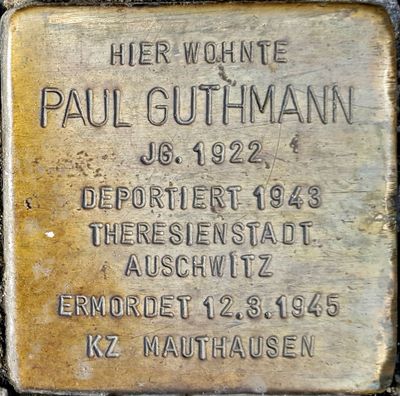 HIER WOHNTE
PAUL GUTHMANN
JG. 1922
DEPORTIERT 1943
THERESIENSTADT
AUSCHWITZ
ERMORDET 12.3.1945
KZ MAUTHAUSEN